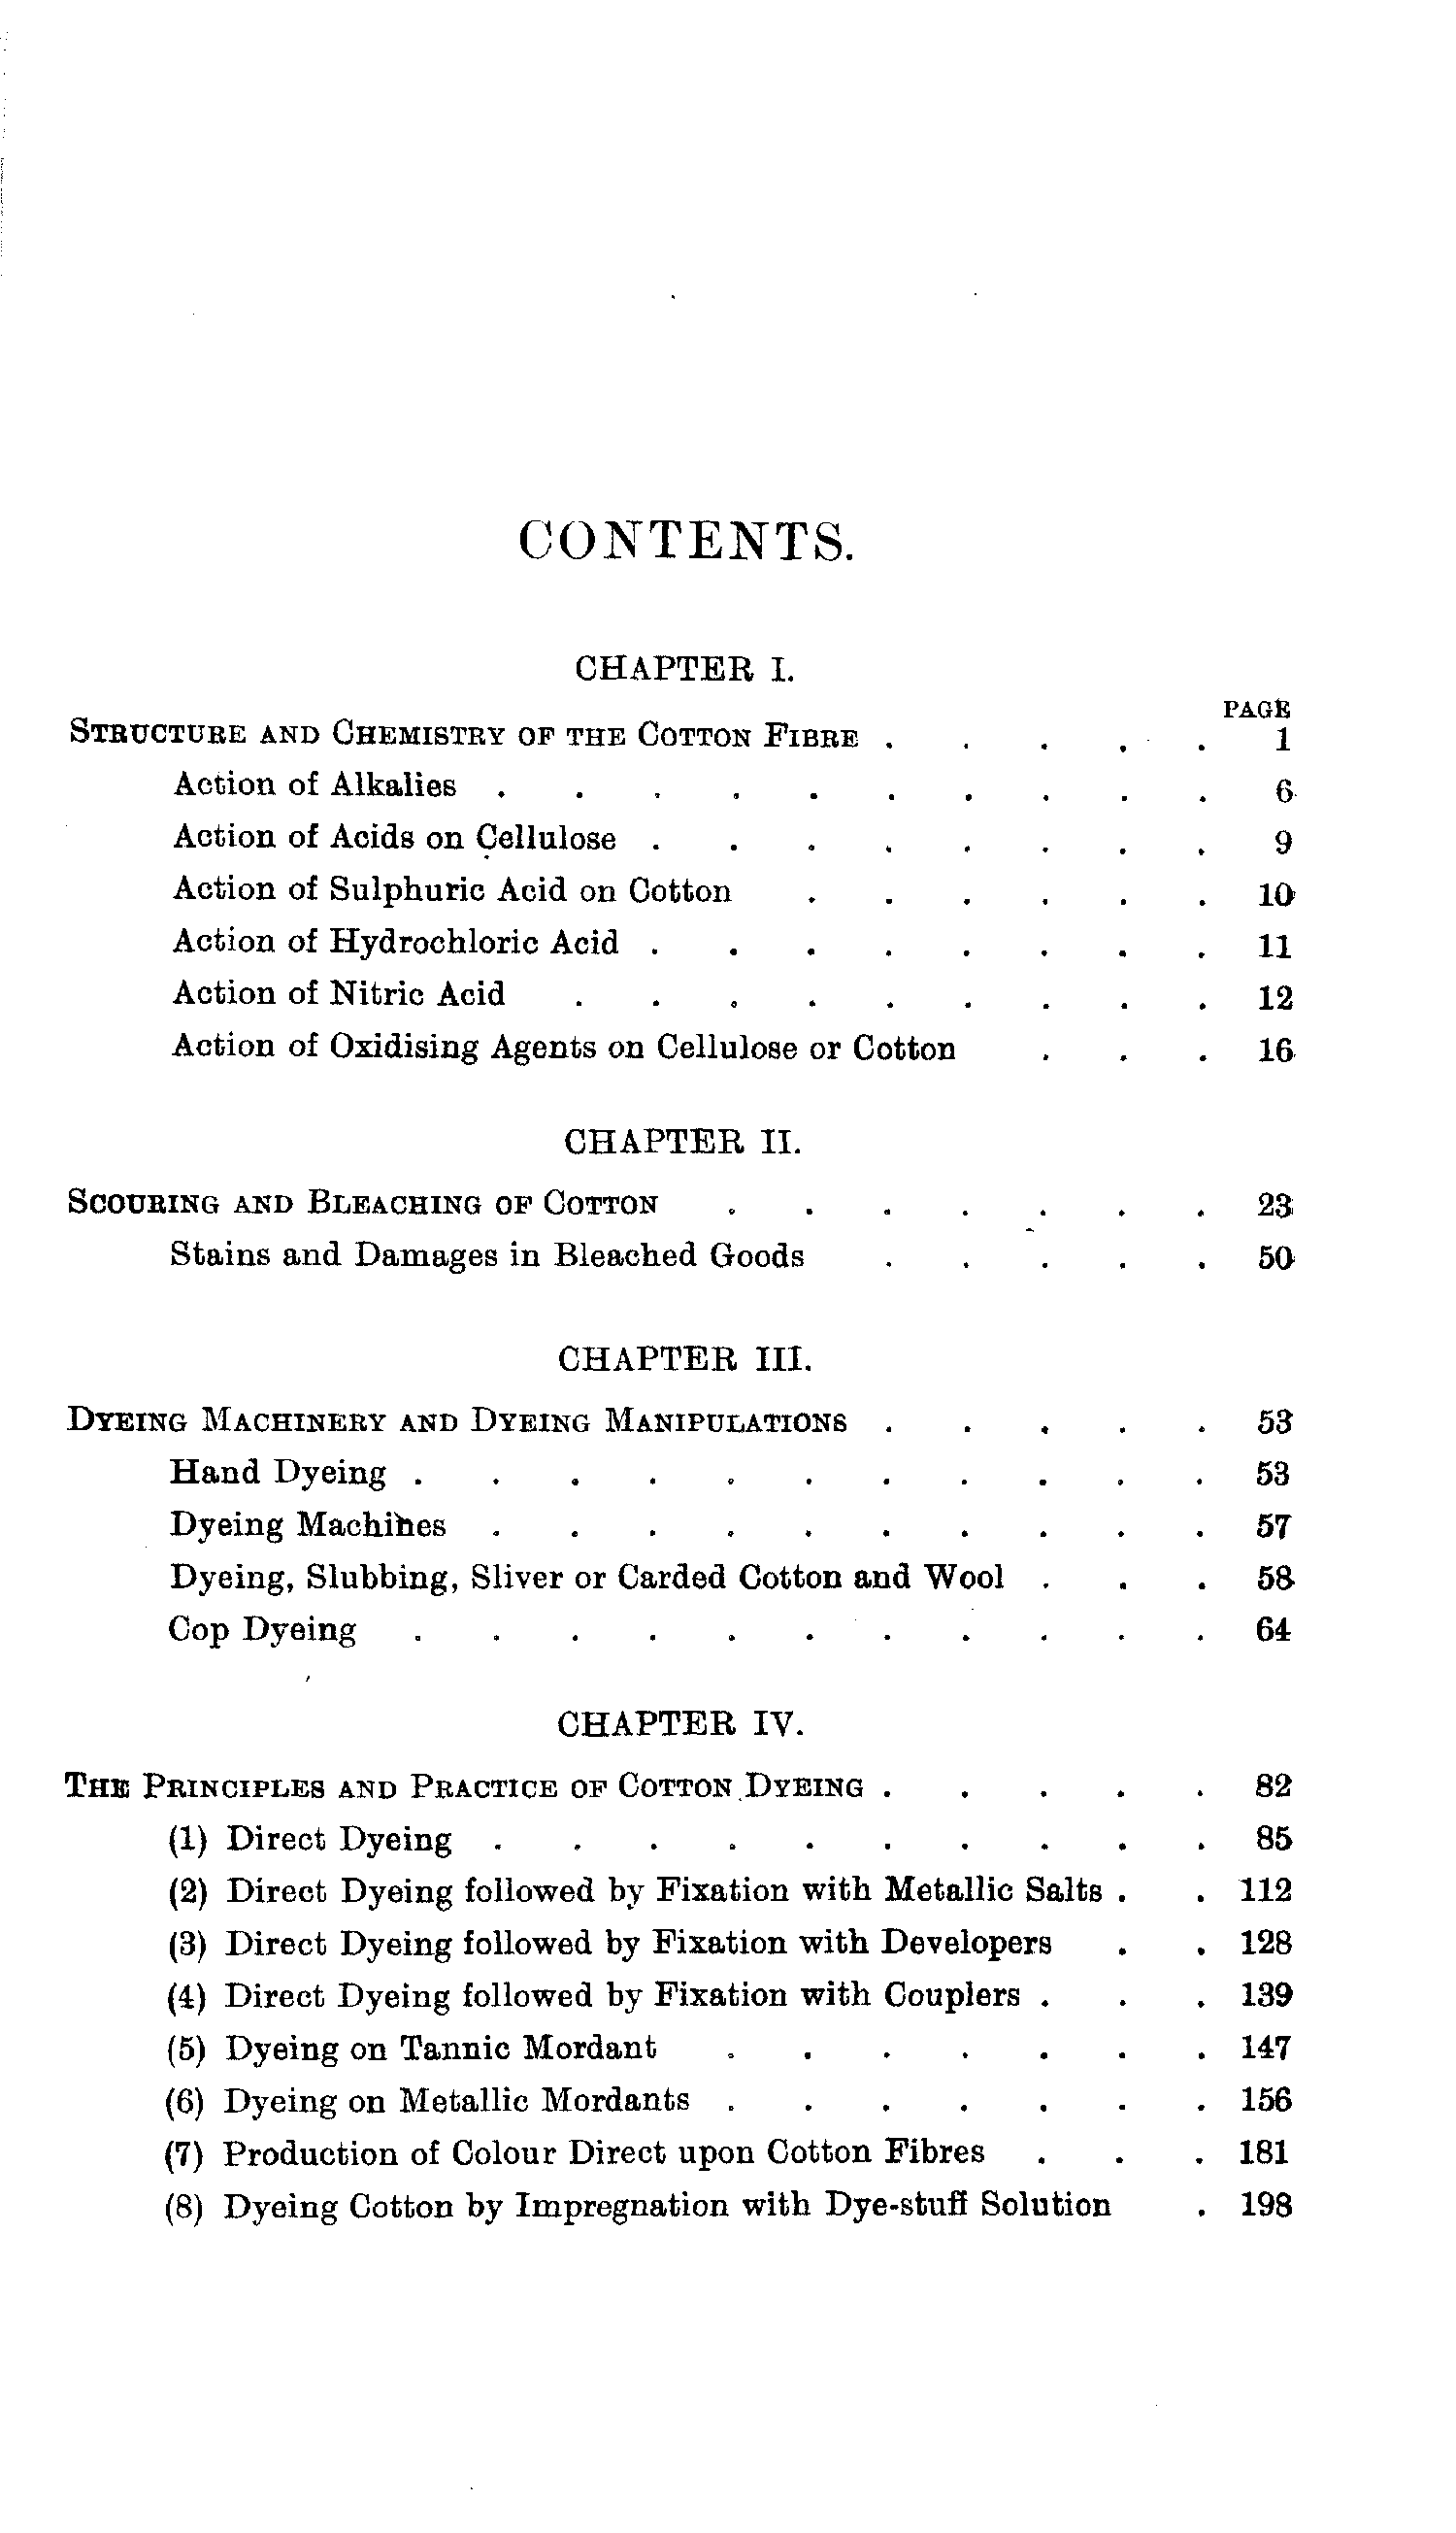 CONTENTS.
CHAPTER I.
PAGE
STRUCTURE AND CHEMISTRY OF THE COTTON FIBRE . . . . . 1
Action of Alkalies . . . . . . . . . . 6
Action of Acids on Cellulose . . . . . . . . 9
Action of Sulphuric Acid on Cotton . . . . . . 10
Action of Hydrochloric Acid . . . . . . . . 11
Action of Nitric Acid . . . . . . . . . 12
Action of Oxidising Agents on Cellulose or Cotton . . . 16
CHAPTER II.
SCOURING AND BLEACHING OF COTTON . . . . . . . 23
Stains and Damages in Bleached Goods . . . . . 50
CHAPTER III.
DYEING MACHINERY AND DYEING MANIPULATIONS . . . . . 53
Hand Dyeing . . . . . . . . . . . 53
Dyeing Machines . . . . . . . . . . 57
Dyeing, Slubbing, Sliver or Carded Cotton and Wool . . . 58
Cop Dyeing . . . . . . . . . . . 64
CHAPTER IV.
THE PRINCIPLES AND PRACTICE OF COTTON DYEING . . . . . 82
(1) Direct Dyeing . . . . . . . . . . 85
(2) Direct Dyeing followed by Fixation with Metallic Salts . . 112
(3) Direct Dyeing followed by Fixation with Developers . . 128
(4) Direct Dyeing followed by Fixation with Couplers . . . 139
(5) Dyeing on Tannic Mordant . . . . . . . 147
(6) Dyeing on Metallic Mordants . . . . . . . 156
(7) Production of Colour Direct upon Cotton Fibres . . . 181
(8) Dyeing Cotton by Impregnation with Dye-stuff Solution . 198